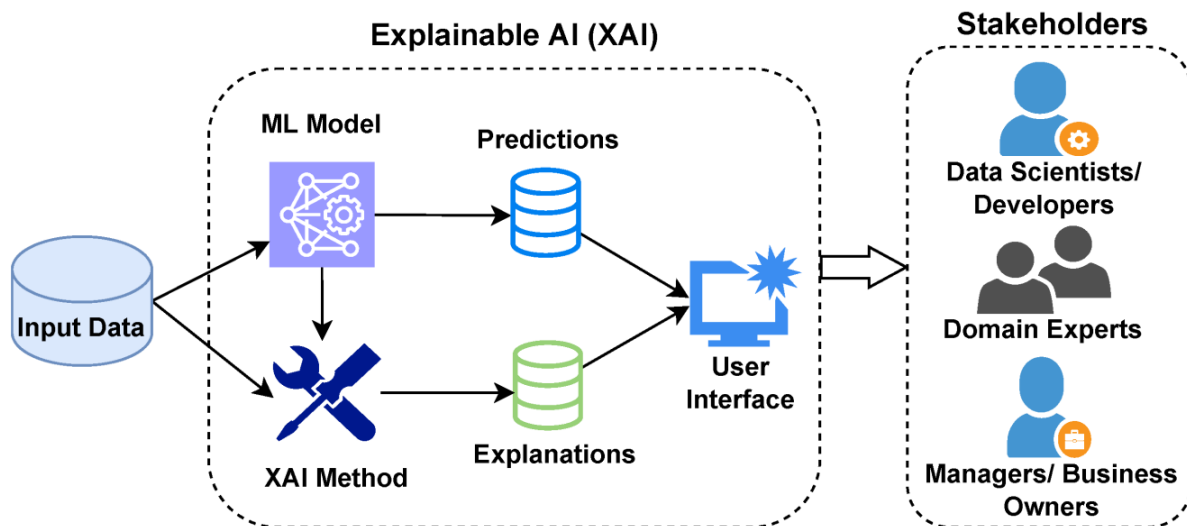 Explainable AI (XAI)
Stakeholders
ML Model
Predictions
Input Data
XAI Method
Explanations
User
Interface
Data Scientists/
Developers
Domain Experts
Managers/ Business
Owners